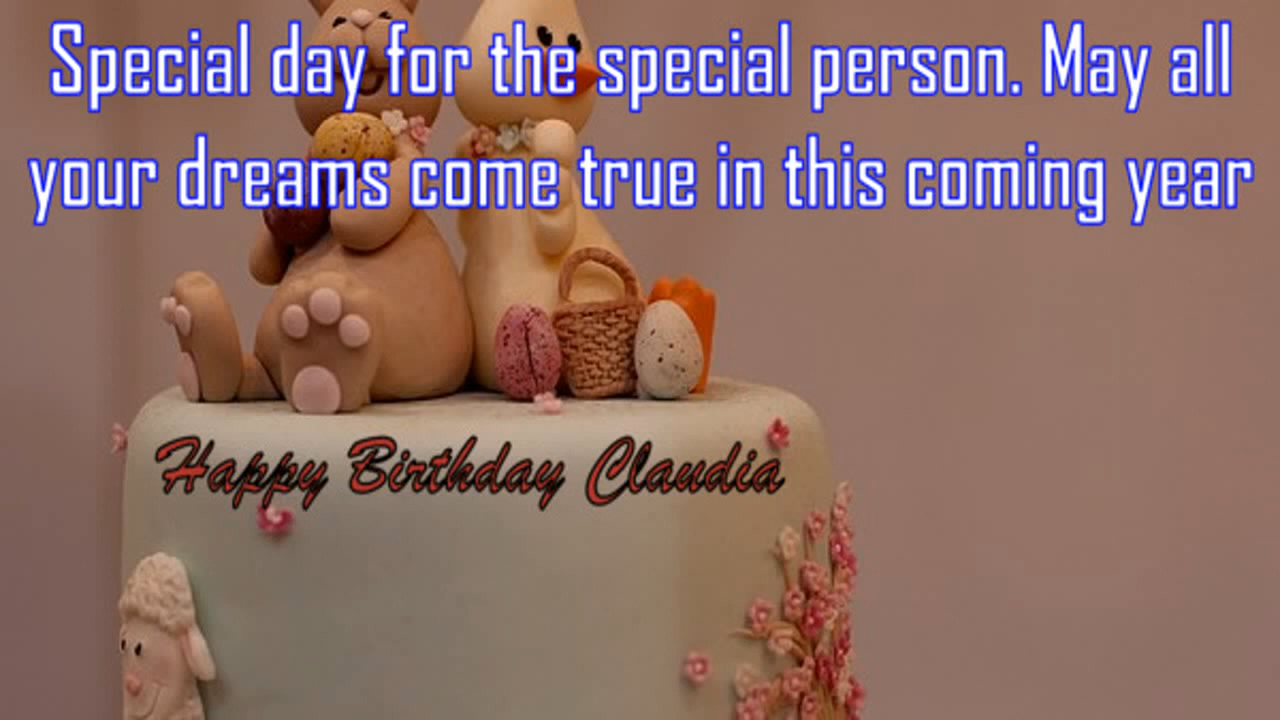 Special day for the special person. May all
your dreams come true in this coming year
Happy Birthday Claudia